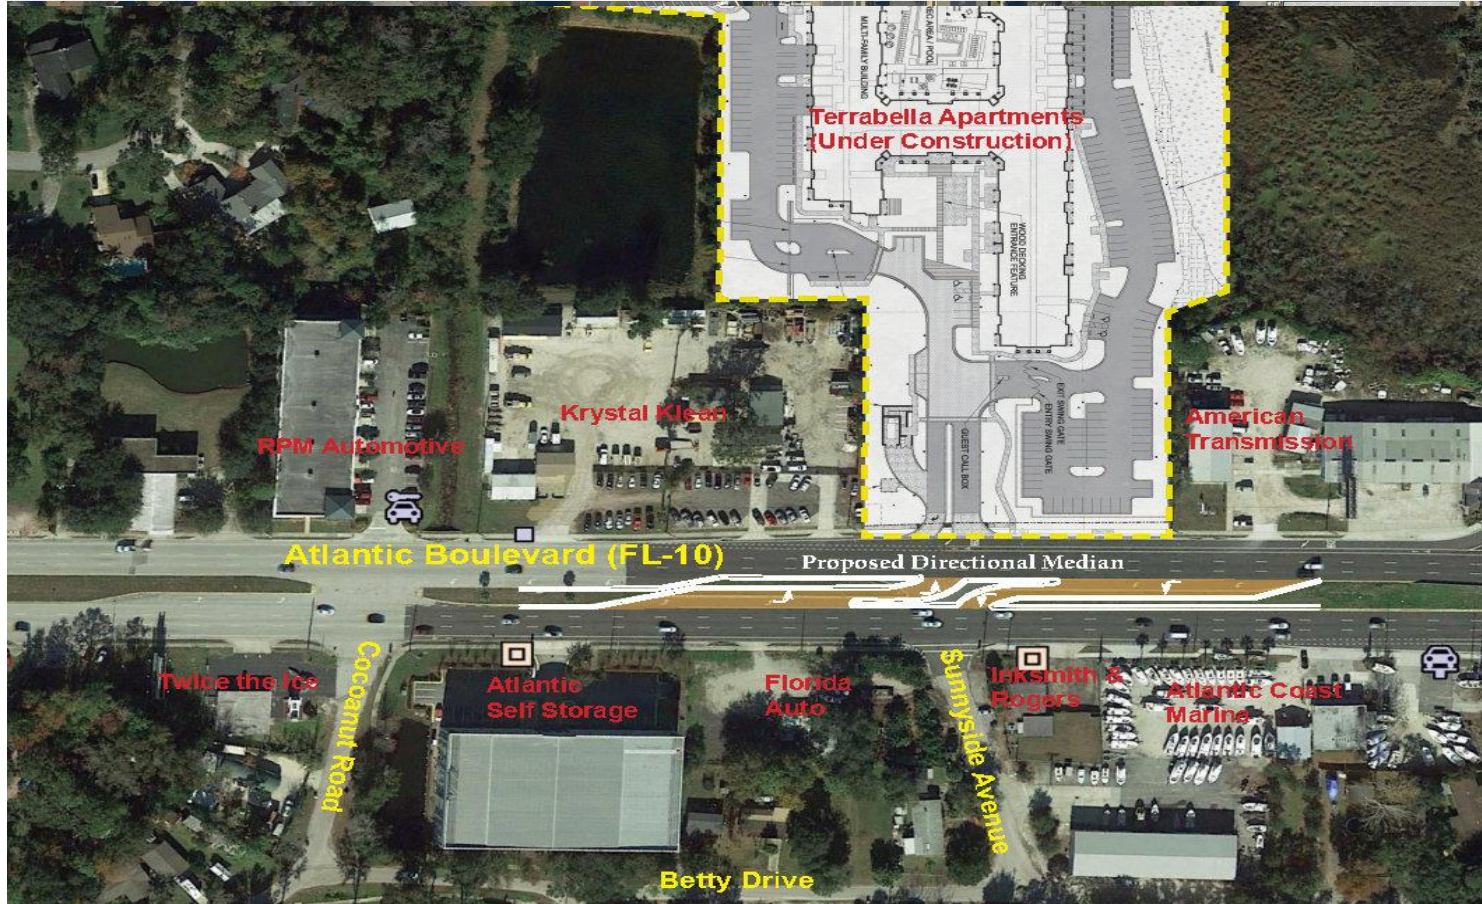 MULTI-FAMILY BUILDING
REC AREA / POOL
Terrabella Apartments
(Under Construction)
WOOD DECKING
ENTRANCE FEATURE
Krystal Klean
RPM Automotive
EXIT SWING GATE
ENTRY SWING GATE
GUEST CALL BOX
American
Transmission
Atlantic Boulevard (FL-10)
Proposed Directional Median
Cocoanut Road
Twice the Ice
Atlantic
Self Storage
Florida
Auto
Sunnyside Avenue
Inksmith &
Rogers
Atlantic Coast
Marine
Betty Drive